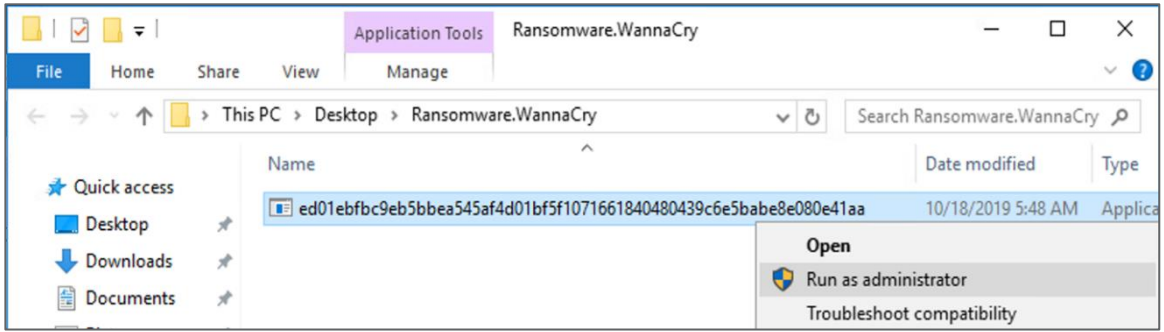 Application Tools Ransomware.WannaCry
File Home Share View Manage
This PC > Desktop > Ransomware.WannaCry Search Ransomware.WannaCry
Name Date modified Type
Quick access
ed01ebfbc9eb5bbea545af4d01bf5f1071661840480439c6e5babe8e080e41aa 10/18/2019 5:48 AM Applica
Desktop
Open
Downloads
Run as administrator
Documents
Troubleshoot compatibility